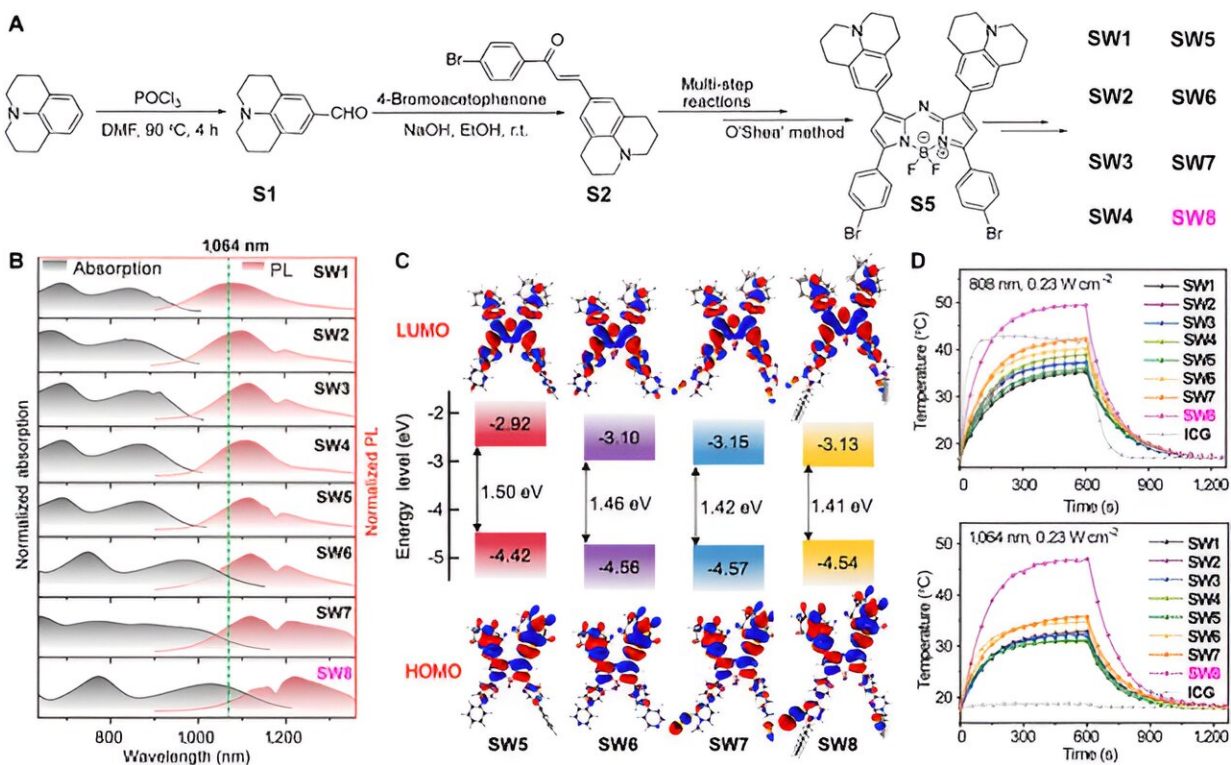 A
POCl₃
DMF, 90 °C, 4 h
N
N
CHO
S1
4-Bromoacetophenone
NaOH, EtOH, r.t.
Br
O
N
S2
Multi-step
reactions
O'Shea' method
N
N
N
N
B
N
F
F
Br
Br
S5
SW1
SW5
SW2
SW6
SW3
SW7
SW4
SW8
B
1,064 nm
Absorption
PL
SW1
SW2
SW3
SW4
SW5
SW6
SW7
SW8
Normalized absorption
Normalized PL
800
1,000
1,200
Wavelength (nm)
C
LUMO
Energy level (eV)
-2
-3
-4
-5
-2.92
-3.10
-3.15
-3.13
1.50 eV
1.46 eV
1.42 eV
1.41 eV
-4.42
-4.56
-4.57
-4.54
HOMO
SW5
SW6
SW7
SW8
D
808 nm, 0.23 W cm⁻²
Temperature (°C)
50
40
30
20
SW1
SW2
SW3
SW4
SW5
SW6
SW7
SW8
ICG
0
300
600
900
1,200
Time (s)
1,064 nm, 0.23 W cm⁻²
Temperature (°C)
50
40
30
20
SW1
SW2
SW3
SW4
SW5
SW6
SW7
SW8
ICG
0
300
600
900
1,200
Time (s)